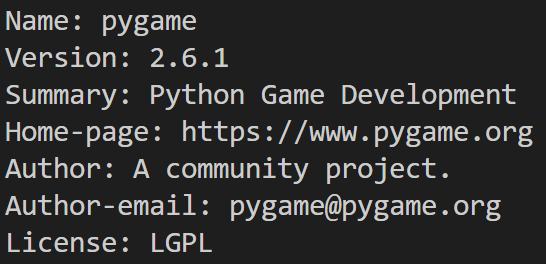 Name: pygame
Version: 2.6.1
Summary: Python Game Development
Home-page: https://www.pygame.org
Author: A community project.
Author-email: pygame@pygame.org
License: LGPL